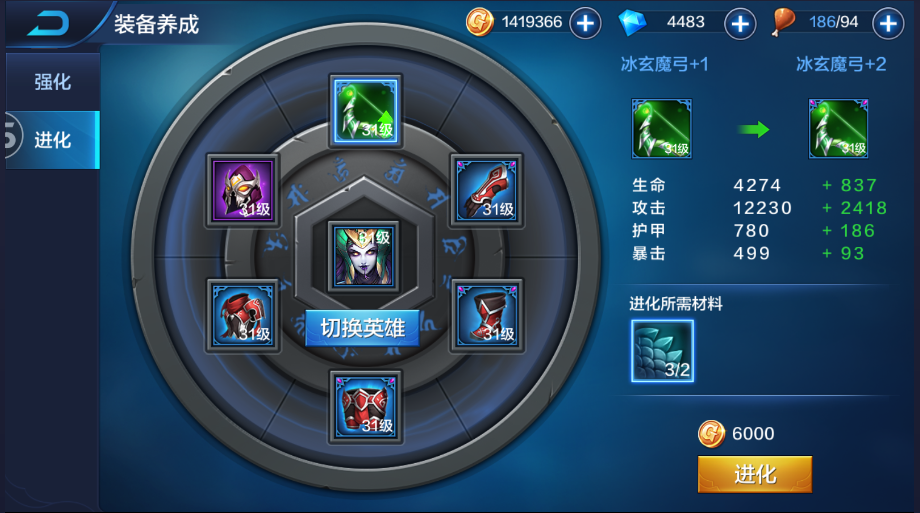 装备养成
1419366
4483
186/94
强化
进化
5
31级
31级
31级
31级
31级
31级
31级
切换英雄
冰玄魔弓+1
冰玄魔弓+2
31级
31级
生命 4274 + 837
攻击 12230 + 2418
护甲 780 + 186
暴击 499 + 93
进化所需材料
3/2
6000
进化